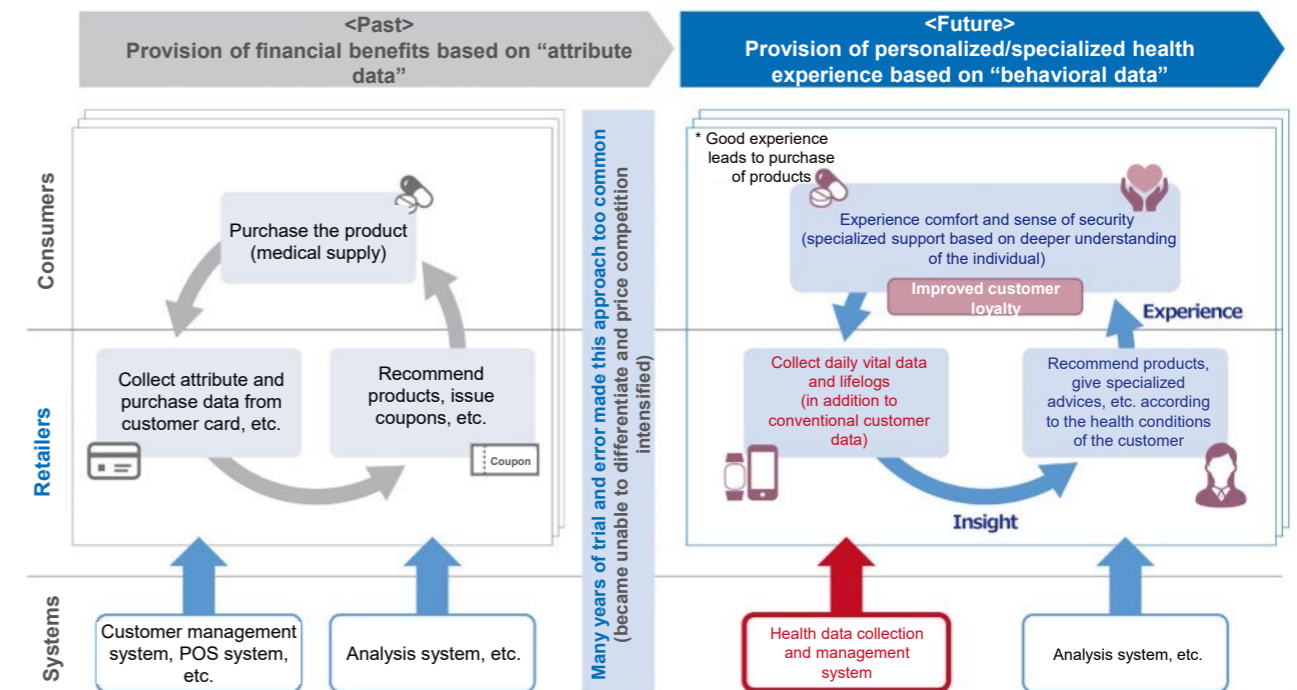 <Past>
Provision of financial benefits based on “attribute
data”
<Future>
Provision of personalized/specialized health
experience based on “behavioral data”
Consumers
Purchase the product
(medical supply)
Retailers
Collect attribute and
purchase data from
customer card, etc.
Recommend
products, issue
coupons, etc.
Coupon
Systems
Customer management
system, POS system,
etc.
Analysis system, etc.
Many years of trial and error made this approach too common
(became unable to differentiate and price competition
intensified)
* Good experience
leads to purchase
of products
Experience comfort and sense of security
(specialized support based on deeper understanding
of the individual)
Improved customer
loyalty
Experience
Collect daily vital data
and lifelogs
(in addition to
conventional customer
data)
Recommend products,
give specialized
advices, etc. according
to the health conditions
of the customer
Insight
Health data collection
and management
system
Analysis system, etc.